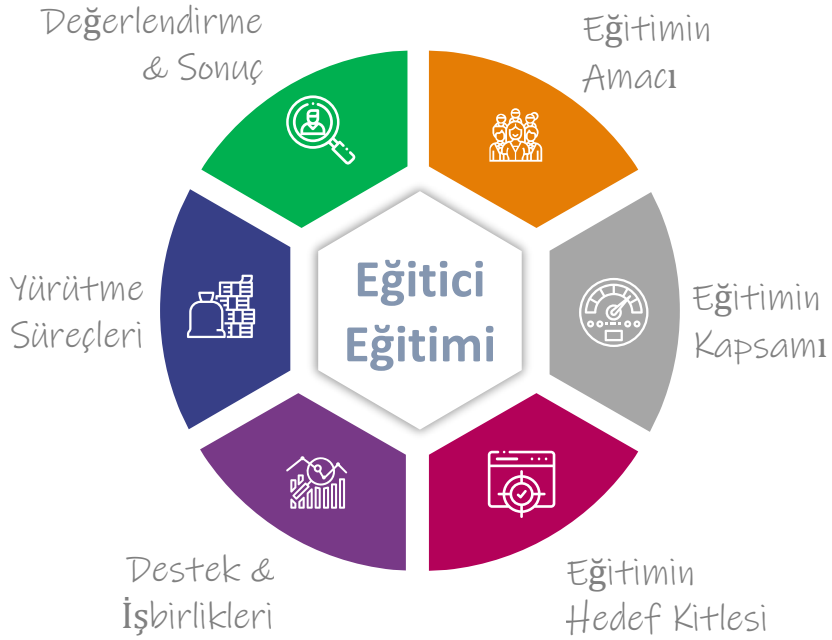 Değerlendirme
& Sonuç
Eğitimin
Amacı
Eğitici
Eğitimi
Yürütme
Süreçleri
Eğitimin
Kapsamı
Destek &
İşbirlikleri
Eğitimin
Hedef Kitlesi